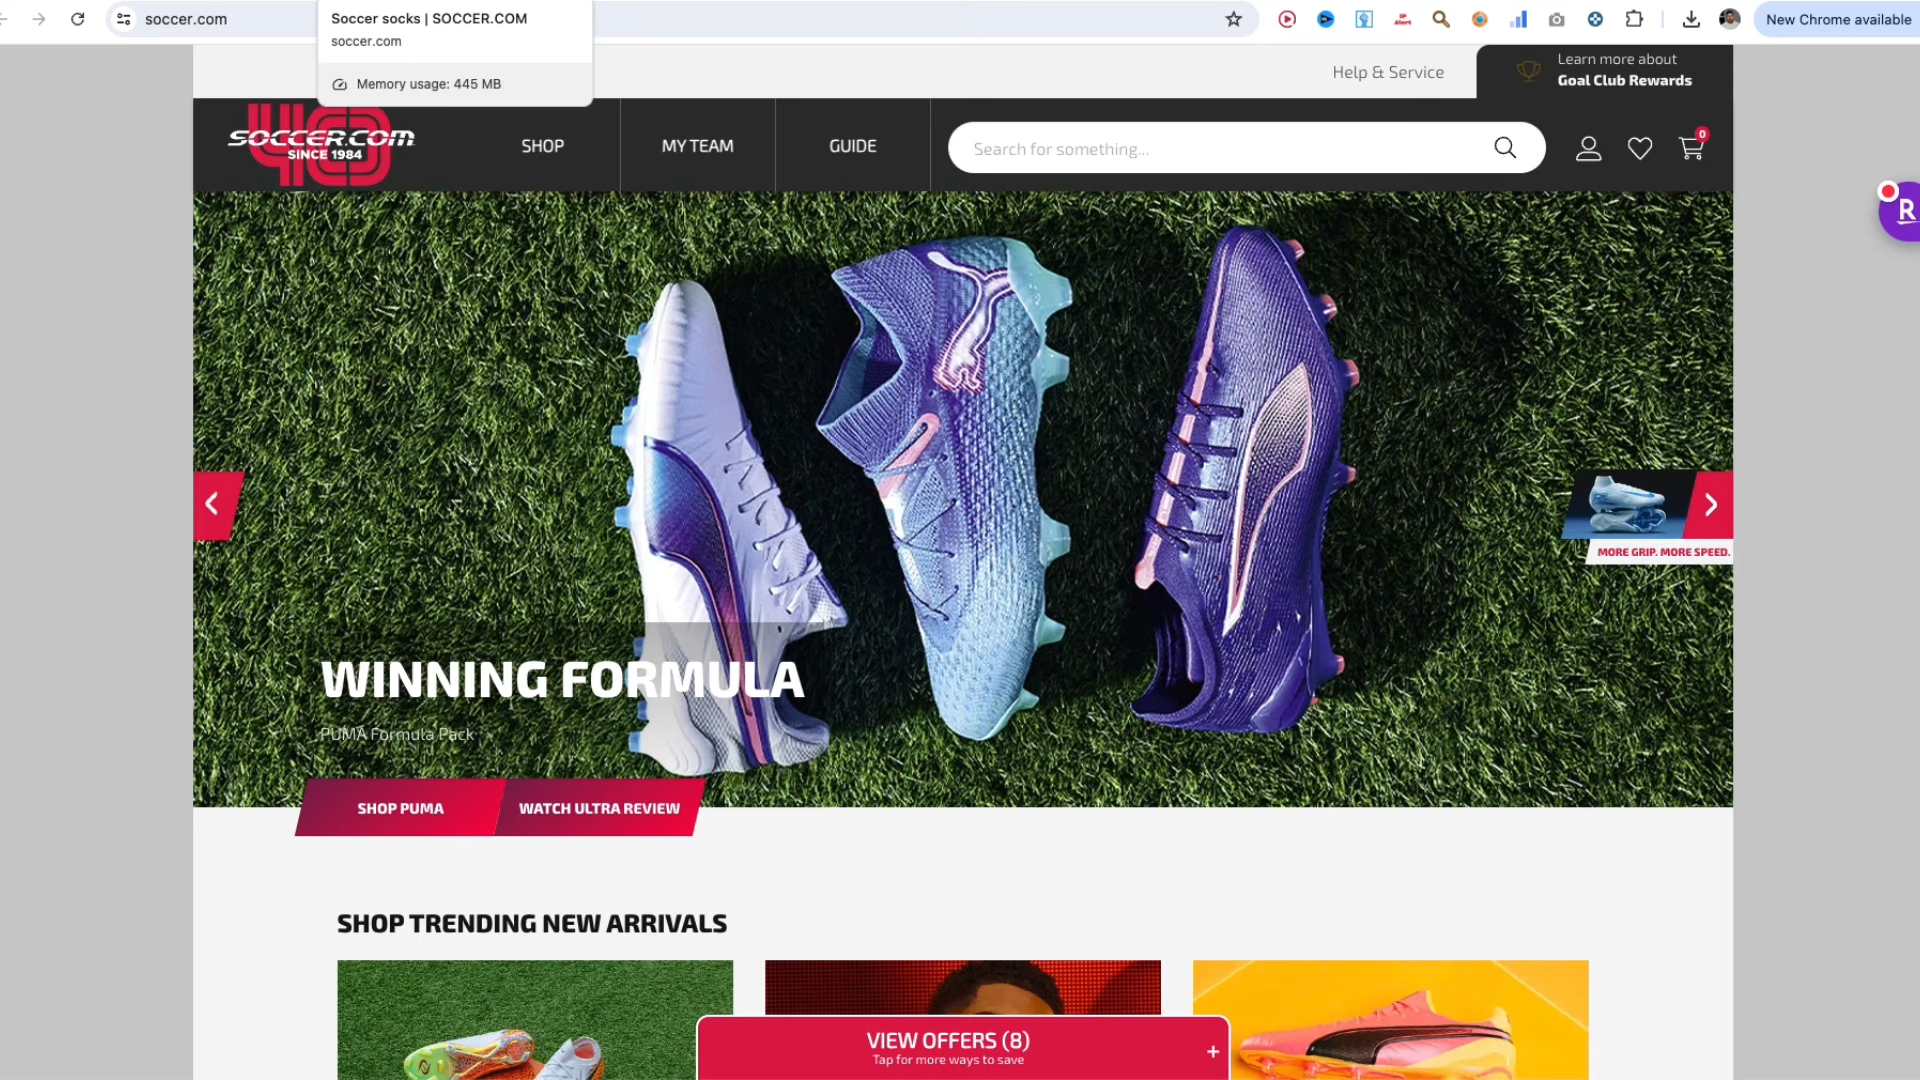 soccer.com
Soccer socks | SOCCER.COM
soccer.com
Memory usage: 445 MB
New Chrome available
Help & Service
Learn more about
Goal Club Rewards
40
SOCCER.COM
SINCE 1984
SHOP
MY TEAM
GUIDE
Search for something...
0
R
MORE GRIP. MORE SPEED.
WINNING FORMULA
PUMA Formula Pack
SHOP PUMA
WATCH ULTRA REVIEW
SHOP TRENDING NEW ARRIVALS
VIEW OFFERS (8)
Tap for more ways to save
+